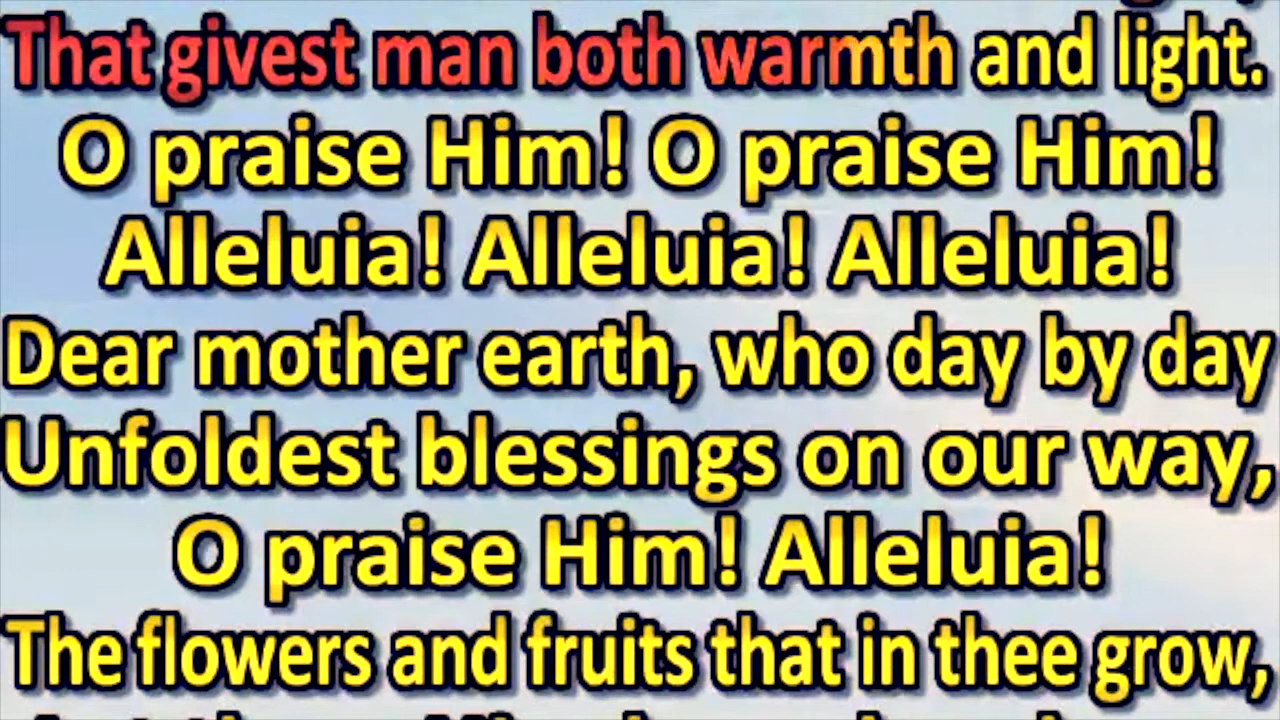 That givest man both warmth and light.
O praise Him! O praise Him!
Alleluia! Alleluia! Alleluia!
Dear mother earth, who day by day
Unfoldest blessings on our way,
O praise Him! Alleluia!
The flowers and fruits that in thee grow,